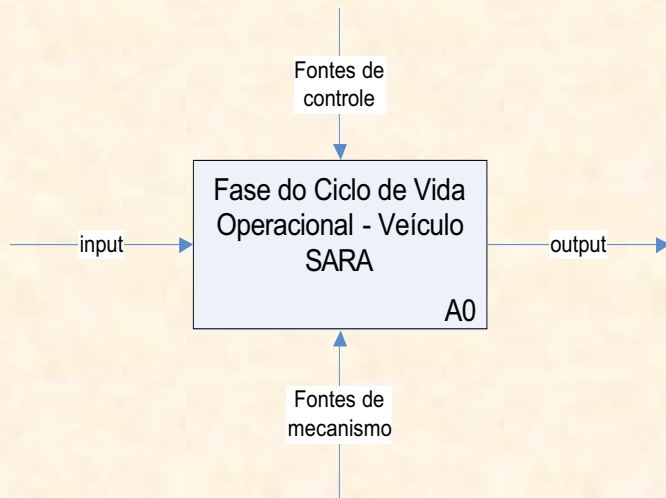 Fontes de
controle
Fase do Ciclo de Vida
Operacional - Veículo
SARA
input
output
A0
Fontes de
mecanismo